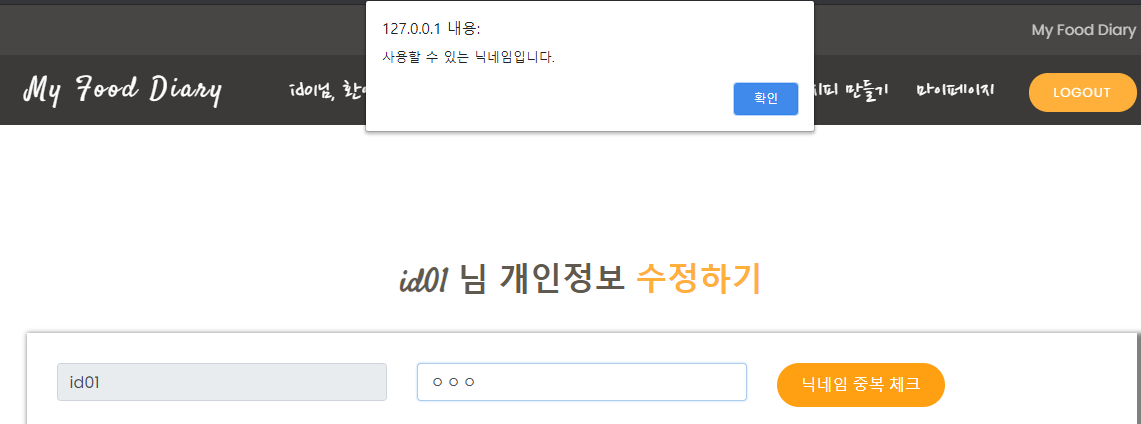 127.0.0.1 내용:
사용할 수 있는 닉네임입니다.
확인
My Food Diary
My Food Diary
id01님,
만들기
마이페이지
LOGOUT
id01 님 개인정보 수정하기
id01
ㅇㅇㅇ
닉네임 중복 체크